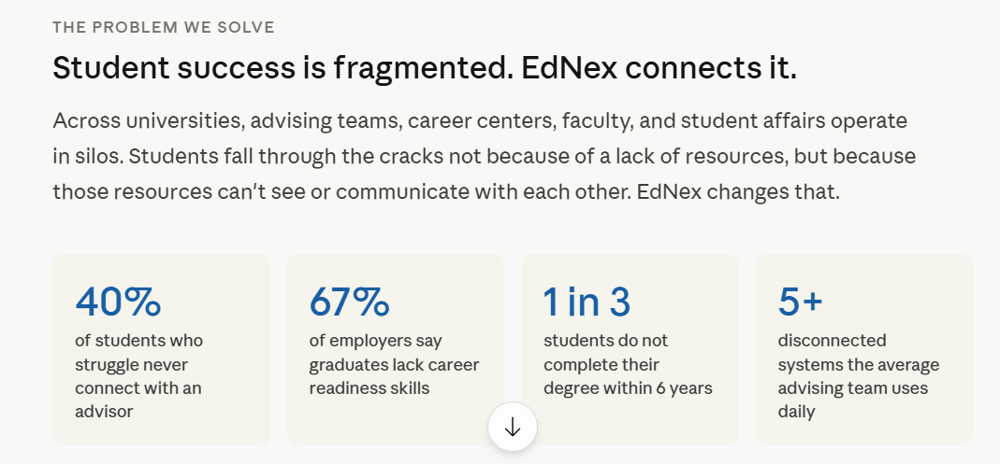 THE PROBLEM WE SOLVE
Student success is fragmented. EdNex connects it.
Across universities, advising teams, career centers, faculty, and student affairs operate
in silos. Students fall through the cracks not because of a lack of resources, but because
those resources can't see or communicate with each other. EdNex changes that.
40%
of students who
struggle never
connect with an
advisor
67%
of employers say
graduates lack career
readiness skills
1 in 3
students do not
complete their
degree within 6 years
5+
disconnected
systems the average
advising team uses
daily